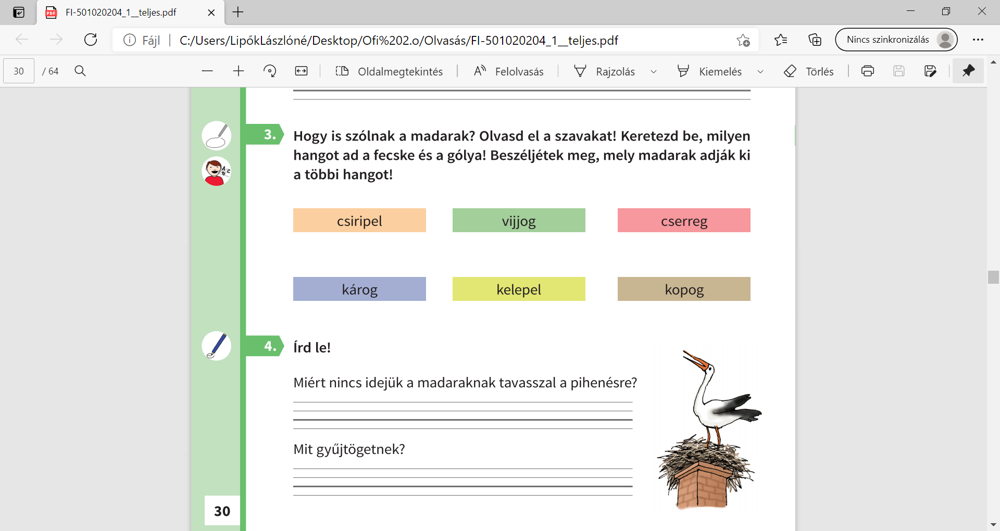 FI-501020204_1__teljes.pdf
Fájl | C:/Users/LipőkLászlóné/Desktop/Ofi%202.o/Olvasás/FI-501020204_1__teljes.pdf
Nincs szinkronizálás
30 / 64
Oldalmegtekintés
Felolvasás
Rajzolás
Kiemelés
Törlés
3. Hogy is szólnak a madarak? Olvasd el a szavakat! Keretezd be, milyen
hangot ad a fecske és a gólya! Beszéljétek meg, mely madarak adják ki
a többi hangot!
csiripel
vijjog
cserreg
károg
kelepel
kopog
4. Írd le!
Miért nincs idejük a madaraknak tavasszal a pihenésre?
Mit gyűjtögetnek?
30